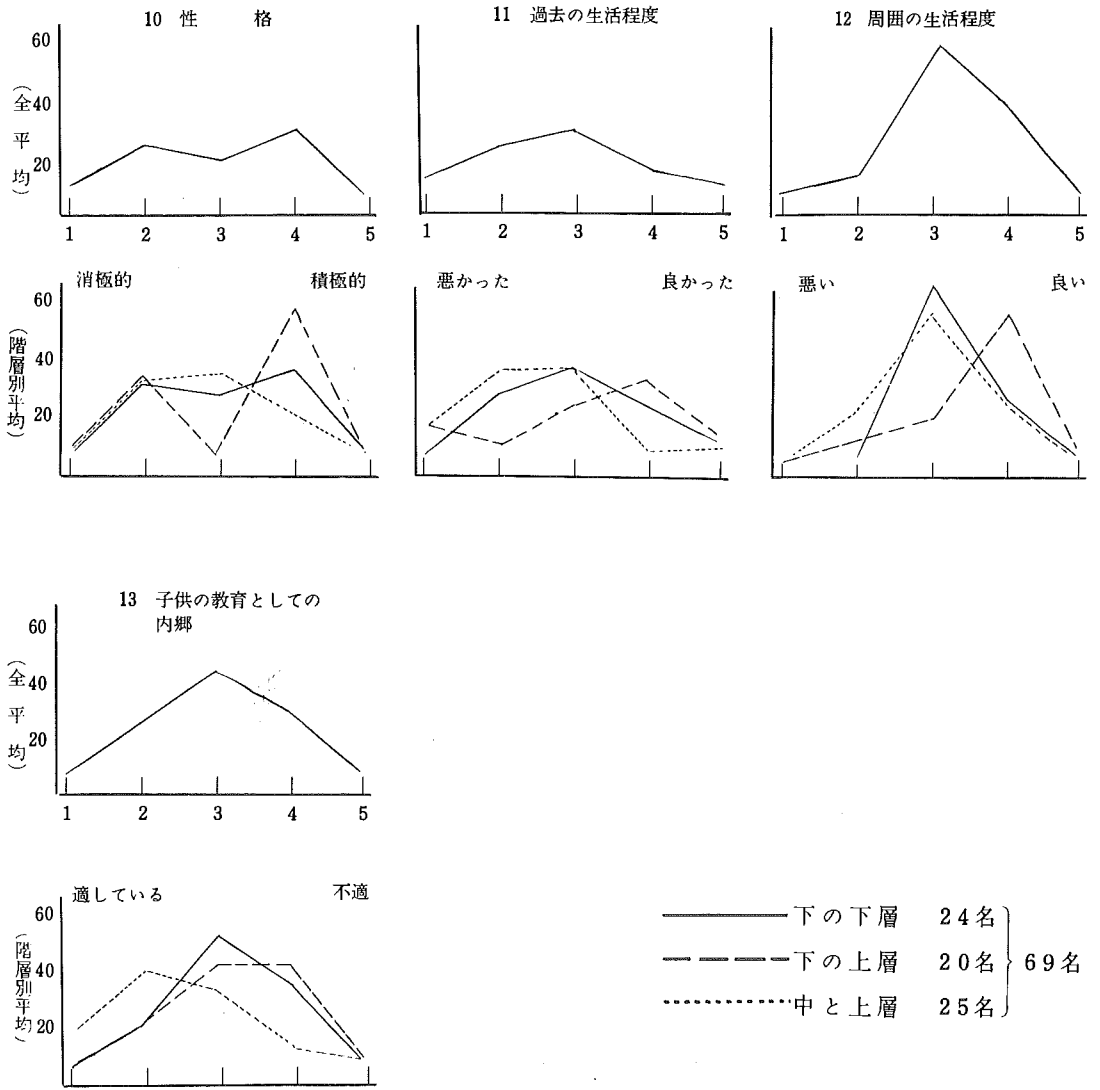 10 性 格
11 過去の生活程度
12 周囲の生活程度
(全平均)
60
40
20
1 2 3 4 5
1 2 3 4 5
1 2 3 4 5
消極的 積極的
悪かった 良かった
悪い 良い
(階層別平均)
60
40
20
13 子供の教育としての
内郷
(全平均)
60
40
20
1 2 3 4 5
適している 不適
(階層別平均)
60
40
20
下の下層 24名
下の上層 20名
中と上層 25名
69名